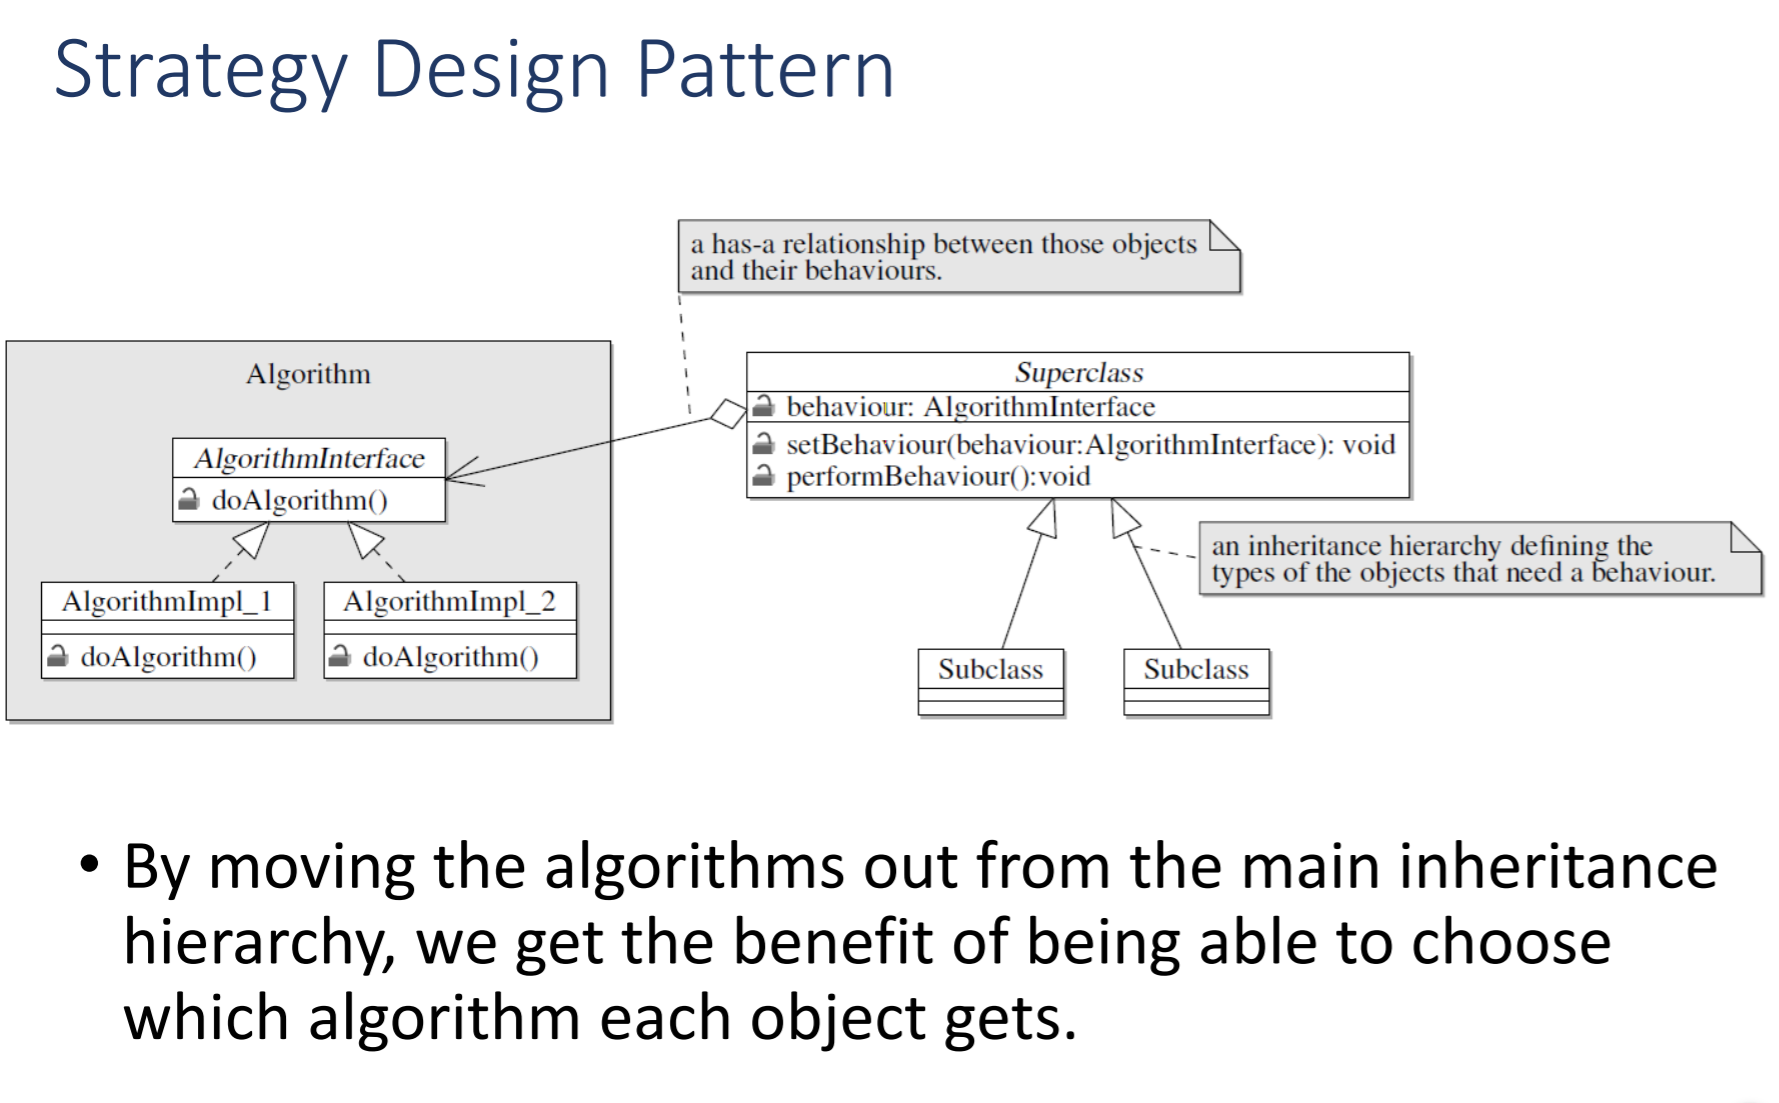 Strategy Design Pattern
a has-a relationship between those objects
and their behaviours.
Algorithm
AlgorithmInterface
doAlgorithm()
AlgorithmImpl_1
doAlgorithm()
AlgorithmImpl_2
doAlgorithm()
Superclass
behaviour: AlgorithmInterface
setBehaviour(behaviour:AlgorithmInterface): void
performBehaviour():void
an inheritance hierarchy defining the
types of the objects that need a behaviour.
Subclass
Subclass
• By moving the algorithms out from the main inheritance
hierarchy, we get the benefit of being able to choose
which algorithm each object gets.